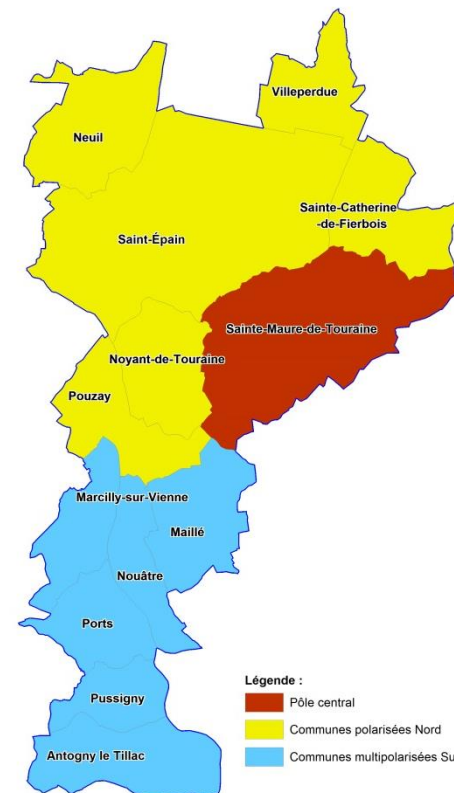 Villeperdue
Neuil
Sainte-Catherine
-de-Fierbois
Saint-Épain
Sainte-Maure-de-Touraine
Noyant-de-Touraine
Pouzay
Marcilly-sur-Vienne
Maillé
Nouâtre
Ports
Pussigny
Antogny le Tillac
Légende :
Pôle central
Communes polarisées Nord
Communes multipolarisées Su